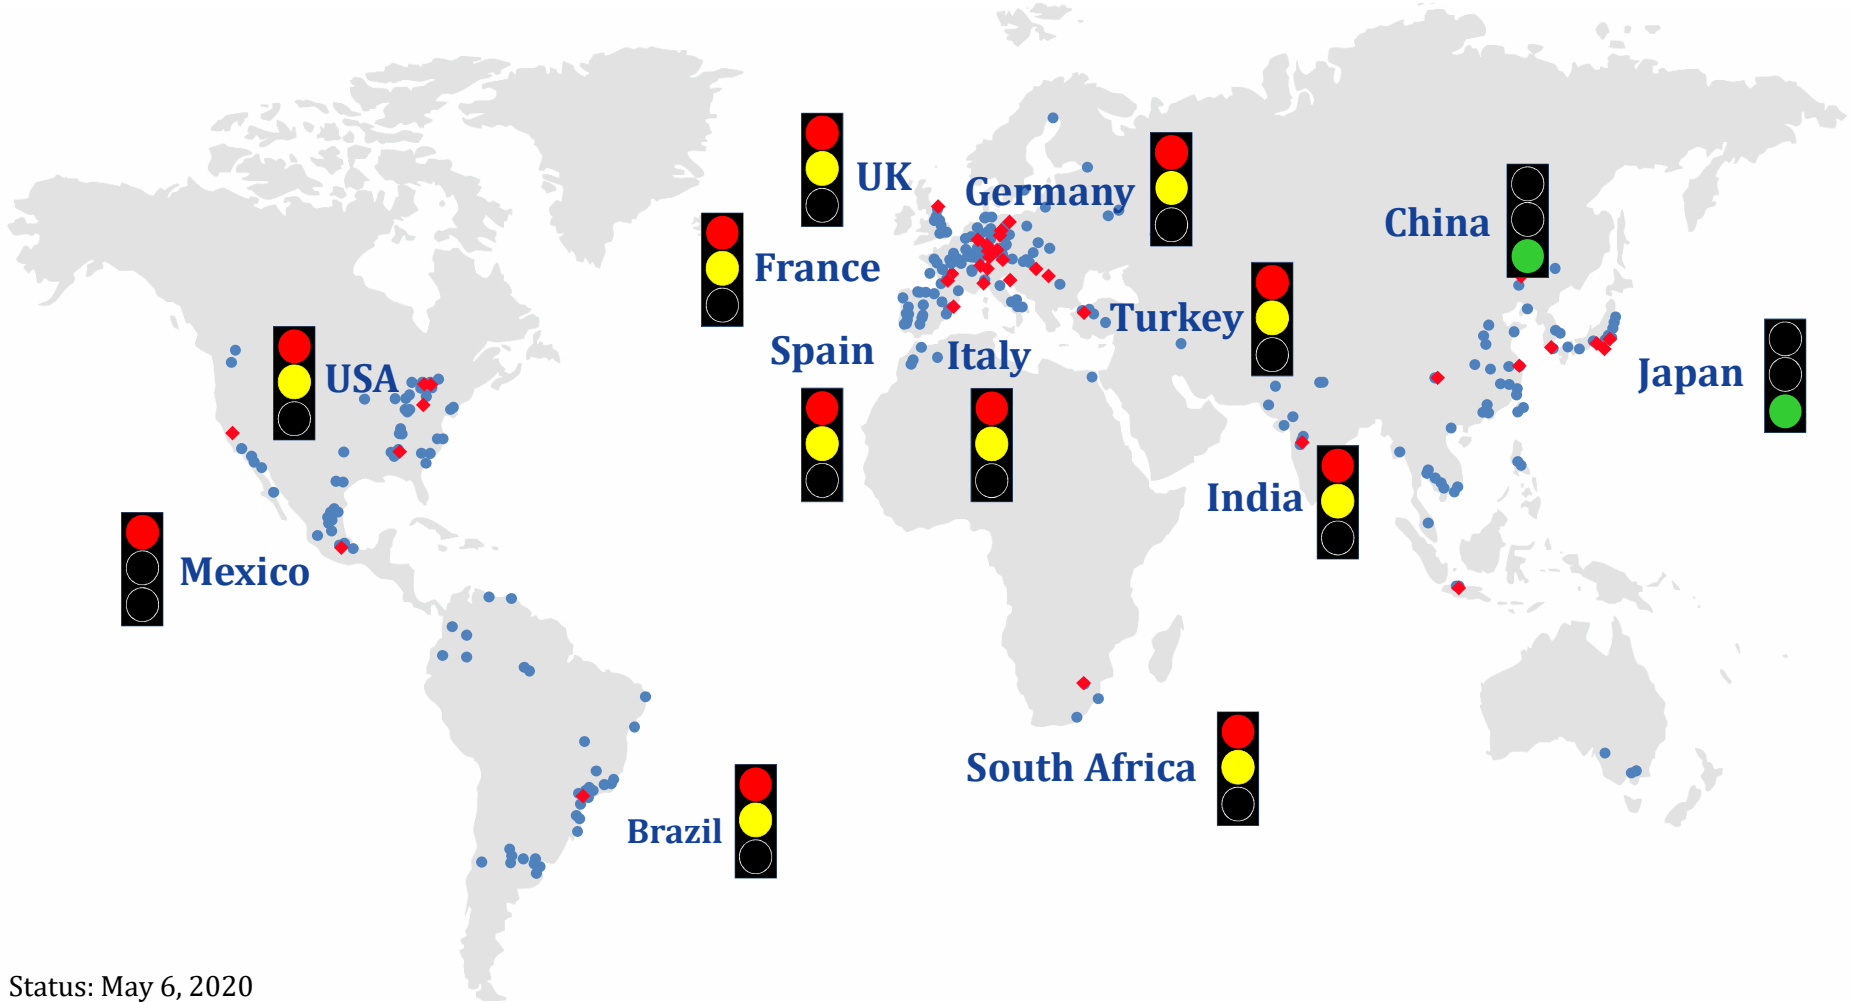 UK
Germany
China
France
Turkey
Spain
Italy
USA
Japan
India
Mexico
South Africa
Brazil
Status: May 6, 2020